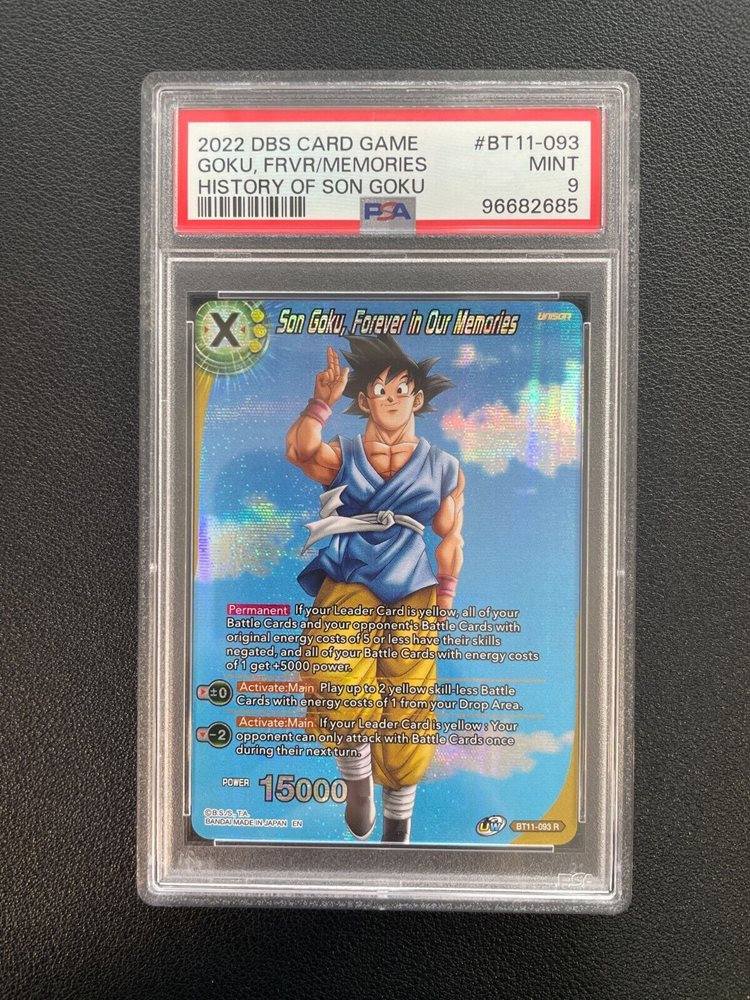 2022 DBS CARD GAME #BT11-093
GOKU, FRVR/MEMORIES MINT
HISTORY OF SON GOKU 9
PSA 96682685
X Son Goku, Forever in Our Memories UNISON
Permanent If your Leader Card is yellow, all of your
Battle Cards and your opponent's Battle Cards with
original energy costs of 5 or less have their skills
negated, and all of your Battle Cards with energy costs
of 1 get +5000 power.
±0 Activate:Main Play up to 2 yellow skill-less Battle
Cards with energy costs of 1 from your Drop Area.
-2 Activate:Main If your Leader Card is yellow : Your
opponent can only attack with Battle Cards once
during their next turn.
POWER 15000
©B.S./S., T.A.
BANDAI MADE IN JAPAN EN UW BT11-093 R